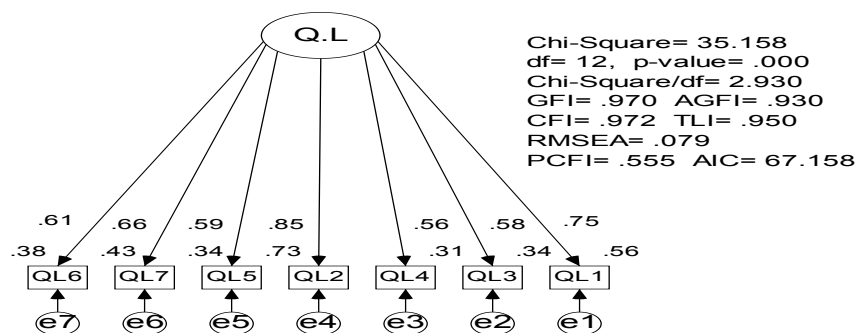 Q.L
Chi-Square= 35.158
df= 12, p-value= .000
Chi-Square/df= 2.930
GFI= .970 AGFI= .930
CFI= .972 TLI= .950
RMSEA= .079
PCFI= .555 AIC= 67.158
.61 .66 .59 .85 .56 .58 .75
.38 .43 .34 .73 .31 .34 .56
QL6 QL7 QL5 QL2 QL4 QL3 QL1
e7 e6 e5 e4 e3 e2 e1